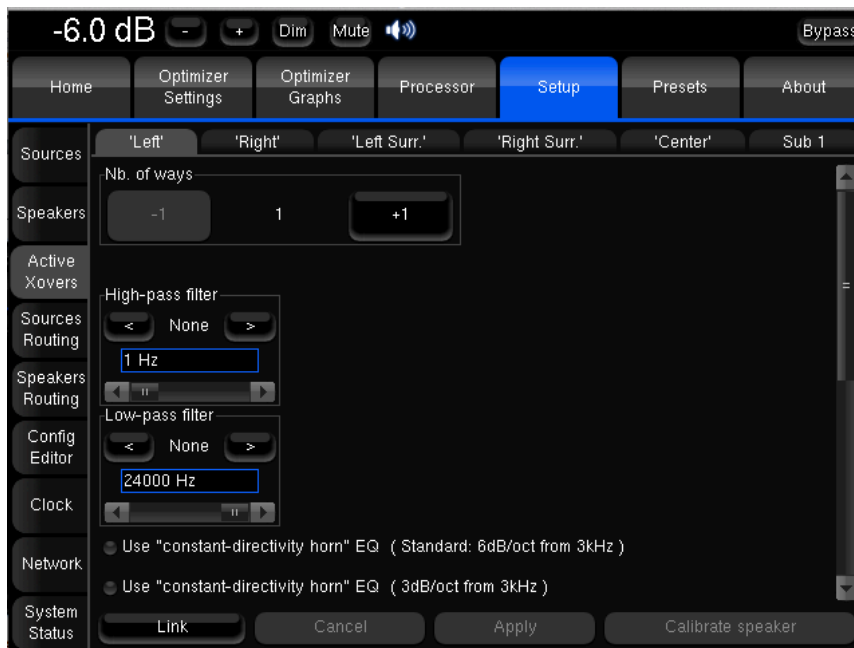 -6.0 dB - + Dim Mute Bypass
Home Optimizer Settings Optimizer Graphs Processor Setup Presets About
Sources
Speakers
Active Xovers
Sources Routing
Speakers Routing
Config Editor
Clock
Network
System Status
'Left' 'Right' 'Left Surr.' 'Right Surr.' 'Center' Sub 1
Nb. of ways
-1 1 +1
High-pass filter
< None >
1 Hz
Low-pass filter
< None >
24000 Hz
Use "constant-directivity horn" EQ ( Standard: 6dB/oct from 3kHz )
Use "constant-directivity horn" EQ ( 3dB/oct from 3kHz )
Link Cancel Apply Calibrate speaker